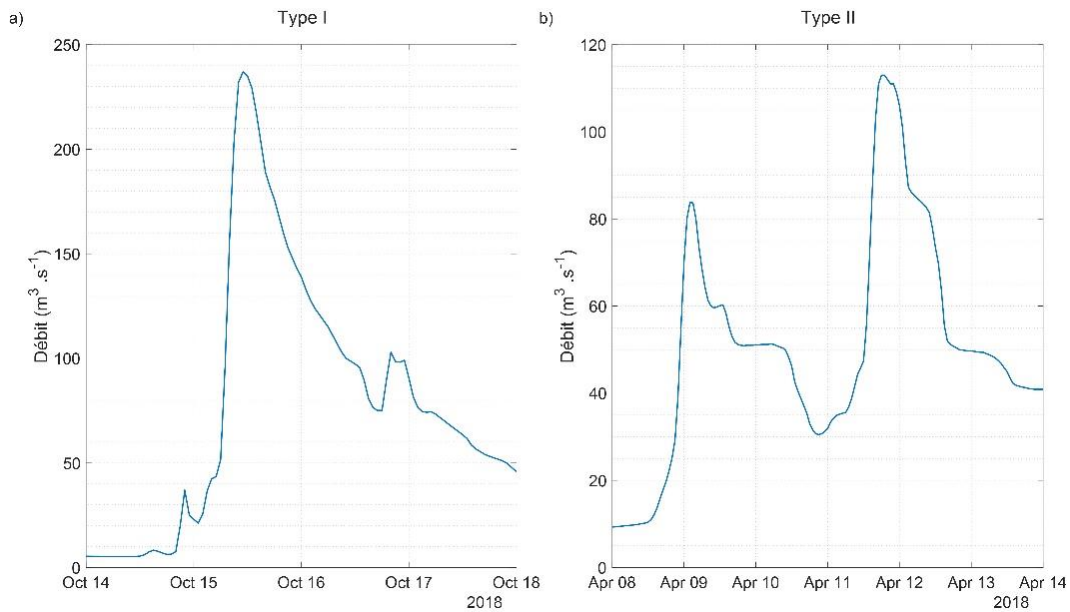 a)
Type I
250
200
150
100
50
0
Débit (m³ .s⁻¹)
Oct 14
Oct 15
Oct 16
Oct 17
Oct 18
2018
b)
Type II
120
100
80
60
40
20
0
Débit (m³ .s⁻¹)
Apr 08
Apr 09
Apr 10
Apr 11
Apr 12
Apr 13
Apr 14
2018